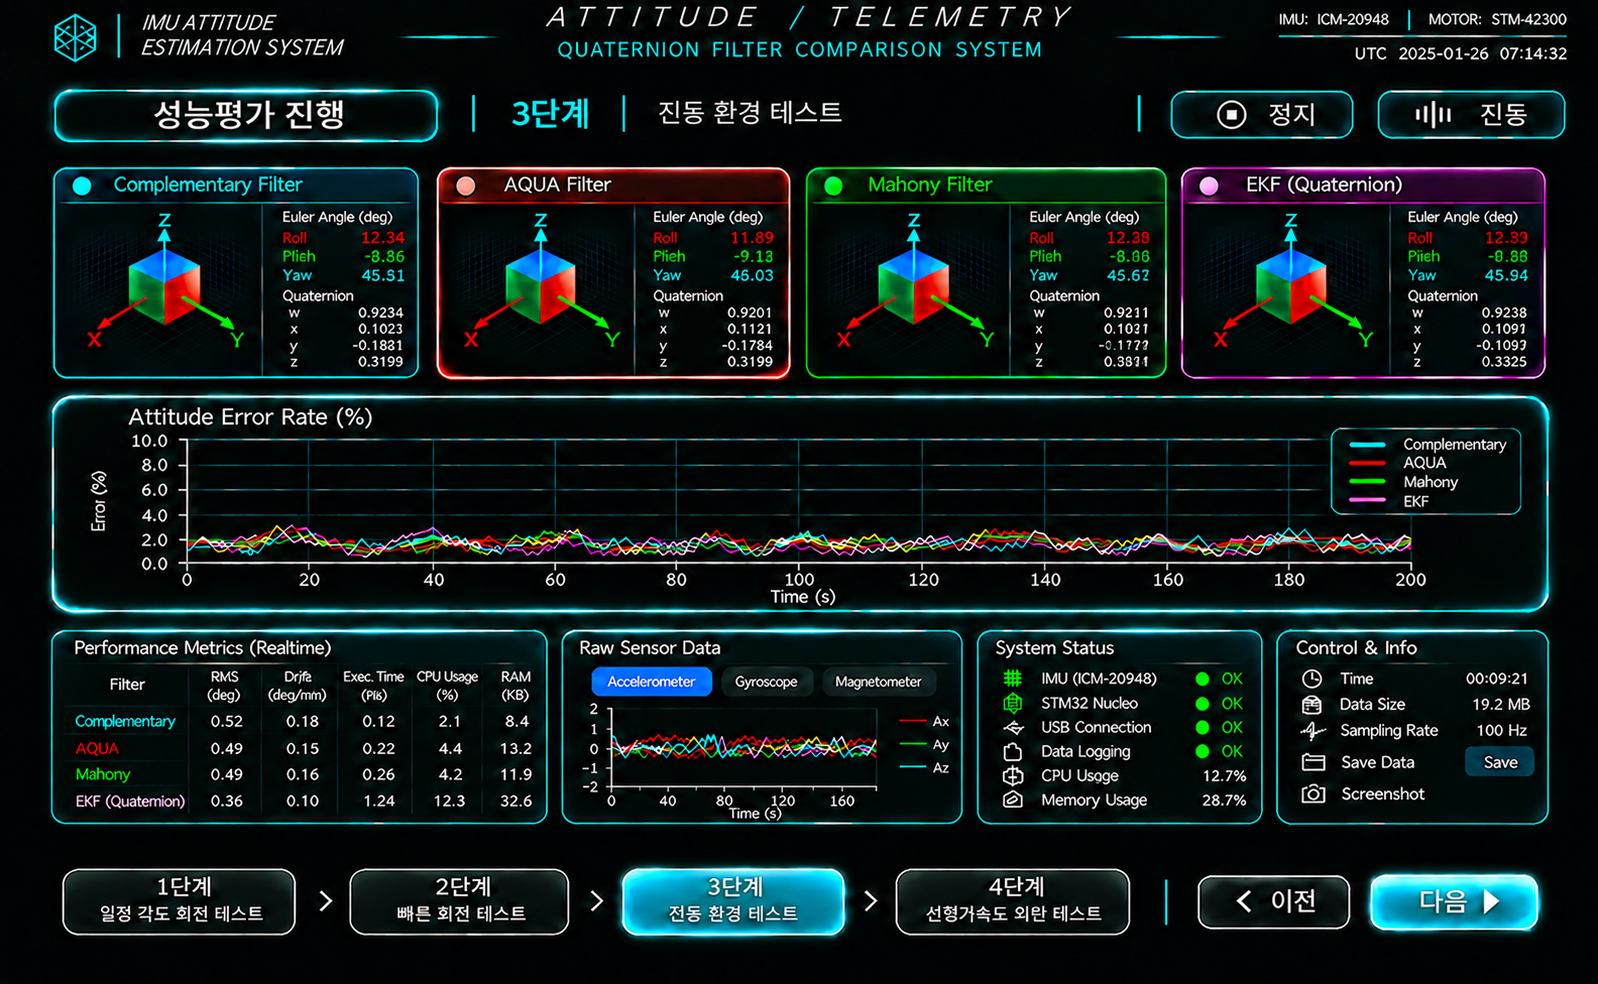 IMU ATTITUDE
ESTIMATION SYSTEM
ATTITUDE / TELEMETRY
QUATERNION FILTER COMPARISON SYSTEM
IMU: ICM-20948 | MOTOR: STM-42300
UTC 2025-01-26 07:14:32
성능평가 진행 | 3단계 | 진동 환경 테스트
정지
진동
Complementary Filter
Euler Angle (deg)
Roll 12.34
Plieh -8.86
Yaw 45.81
Quaternion
w 0.9234
x 0.1023
y -0.1881
z 0.3199
Z
X
Y
AQUA Filter
Euler Angle (deg)
Roll 11.89
Plieh -9.13
Yaw 46.03
Quaternion
w 0.9201
x 0.1121
y -0.1784
z 0.3199
Z
X
Y
Mahony Filter
Euler Angle (deg)
Roll 12.38
Plieh
Yaw 45.67
Quaternion
w 0.9211
x 0.1031
y
z
Z
X
Y
EKF (Quaternion)
Euler Angle (deg)
Roll 12.39
Plieh
Yaw 45.94
Quaternion
w 0.9238
x 0.1091
y -0.1093
z 0.3325
Z
X
Y
Attitude Error Rate (%)
Error (%)
10.0
8.0
6.0
4.0
2.0
0.0
0 20 40 60 80 100 120 140 160 180 200
Time (s)
Complementary
AQUA
Mahony
EKF
Performance Metrics (Realtime)
Filter RMS (deg) (deg/mm) Exec. Time CPU Usage (%) RAM (KB)
Complementary 0.52 0.18 0.12 2.1 8.4
AQUA 0.49 0.15 0.22 4.4 13.2
Mahony 0.49 0.16 0.26 4.2 11.9
EKF (Quaternion) 0.36 0.10 1.24 12.3 32.6
Raw Sensor Data
Accelerometer Gyroscope Magnetometer
2
1
0
-1
-2
0 40 80 120 160
Time (s)
Ax
Ay
Az
System Status
IMU (ICM-20948) OK
STM32 Nucleo OK
USB Connection OK
Data Logging OK
CPU Usage 12.7%
Memory Usage 28.7%
Control & Info
Time 00:09:21
Data Size 19.2 MB
Sampling Rate 100 Hz
Save Data Save
Screenshot
1단계
일정 각도 회전 테스트
2단계
빠른 회전 테스트
3단계
전동 환경 테스트
4단계
선형가속도 외란 테스트
이전
다음